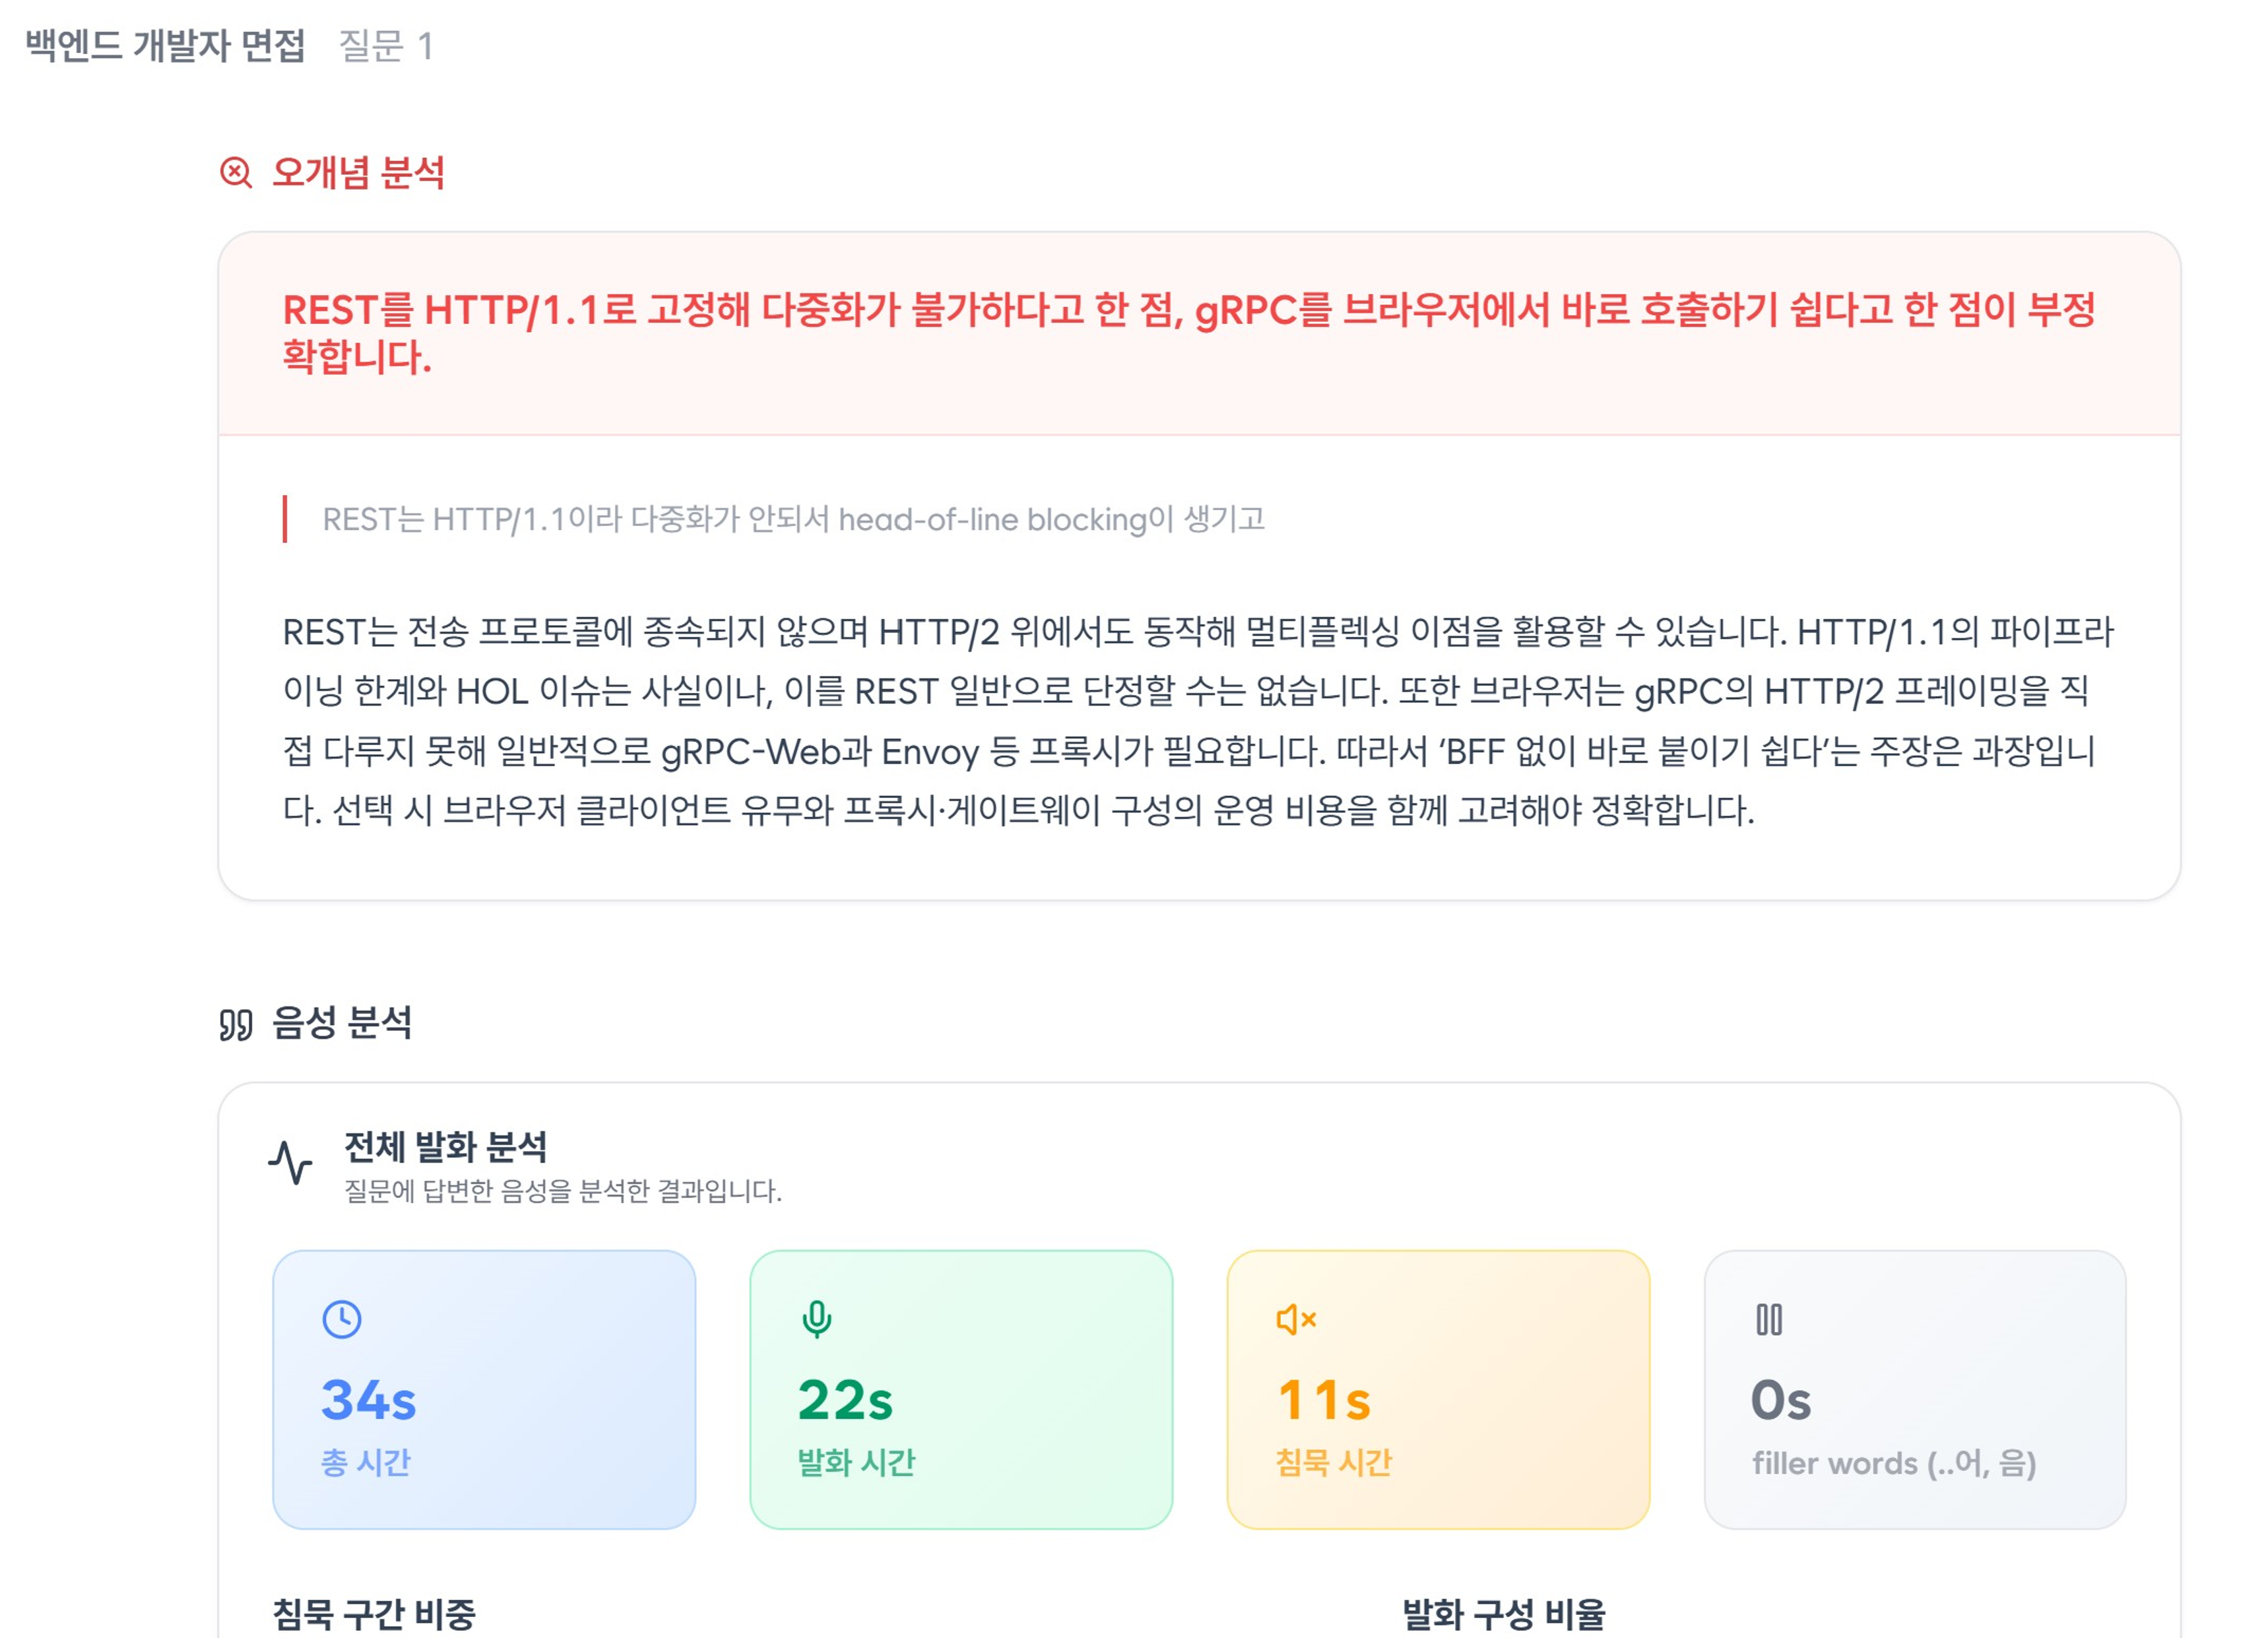 백엔드 개발자 면접 질문 1
오개념 분석
REST를 HTTP/1.1로 고정해 다중화가 불가하다고 한 점, gRPC를 브라우저에서 바로 호출하기 쉽다고 한 점이 부정
확합니다.
REST는 HTTP/1.1이라 다중화가 안되서 head-of-line blocking이 생기고
REST는 전송 프로토콜에 종속되지 않으며 HTTP/2 위에서도 동작해 멀티플렉싱 이점을 활용할 수 있습니다. HTTP/1.1의 파이프라
이닝 한계와 HOL 이슈는 사실이나, 이를 REST 일반으로 단정할 수는 없습니다. 또한 브라우저는 gRPC의 HTTP/2 프레이밍을 직
접 다루지 못해 일반적으로 gRPC-Web과 Envoy 등 프록시가 필요합니다. 따라서 ‘BFF 없이 바로 붙이기 쉽다’는 주장은 과장입니
다. 선택 시 브라우저 클라이언트 유무와 프록시·게이트웨이 구성의 운영 비용을 함께 고려해야 정확합니다.
음성 분석
전체 발화 분석
질문에 답변한 음성을 분석한 결과입니다.
34s 22s 11s 0s
총 시간 발화 시간 침묵 시간 filler words (..어, 음)
침묵 구간 비중 발화 구성 비율